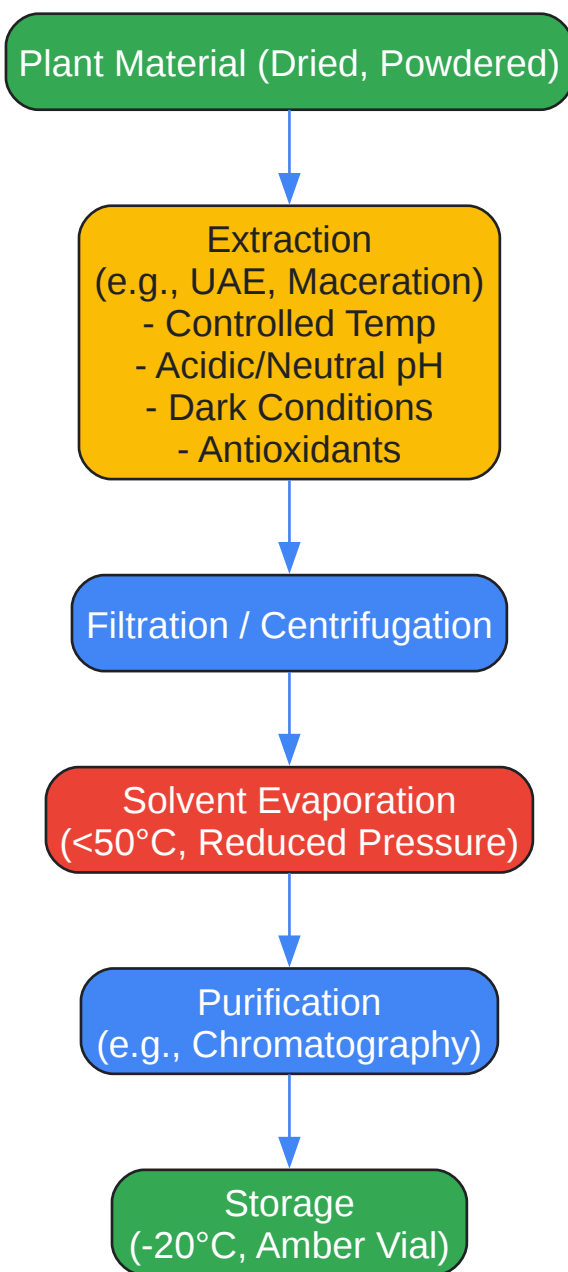 Plant Material (Dried, Powdered)
Extraction
(e.g., UAE, Maceration)
- Controlled Temp
- Acidic/Neutral pH
- Dark Conditions
- Antioxidants
Filtration / Centrifugation
Solvent Evaporation
(<50°C, Reduced Pressure)
Purification
(e.g., Chromatography)
Storage
(-20°C, Amber Vial)